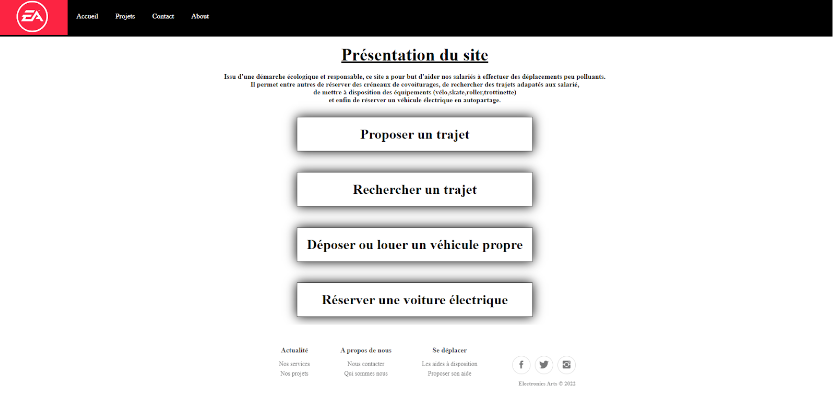 EA
Accueil Projets Contact About
Présentation du site
Issu d'une démarche écologique et responsable, ce site a pour but d'aider nos salariés à effectuer des déplacements peu polluants.
Il permet entre autres de réserver des créneaux de covoiturages, de rechercher des trajets adapatés aux salarié,
de mettre à disposition des équipements (vélo,skate,roller,trottinette)
et enfin de réserver un véhicule électrique en autopartage.
Proposer un trajet
Rechercher un trajet
Déposer ou louer un véhicule propre
Réserver une voiture électrique
Actualité A propos de nous Se déplacer
Nos services Nous contacter Les aides à disposition
Nos projets Qui sommes nous Proposer son aide
Electronics Arts © 2022